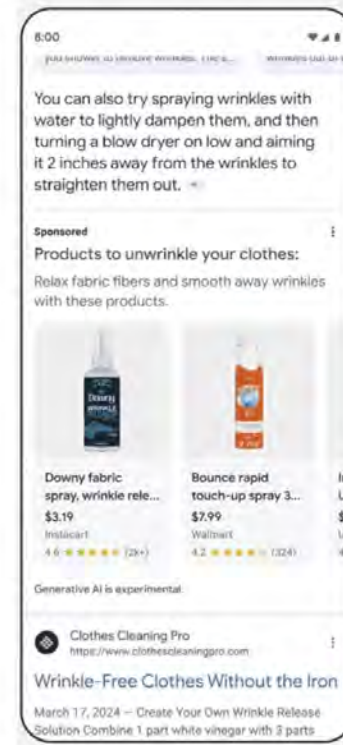 6:00
You can also try spraying wrinkles with
water to lightly dampen them, and then
turning a blow dryer on low and aiming
it 2 inches away from the wrinkles to
straighten them out.
Sponsored
Products to unwrinkle your clothes:
Relax fabric fibers and smooth away wrinkles
with these products.
Downy
WRINKLE
Downy fabric
spray, wrinkle rele...
$3.19
Instacart
4.6 (2k+)
Bounce rapid
touch-up spray 3...
$7.99
Walmart
4.2 (324)
Generative AI is experimental.
Clothes Cleaning Pro
https://www.clothescleaningpro.com
Wrinkle-Free Clothes Without the Iron
March 17, 2024 — Create Your Own Wrinkle Release
Solution Combine 1 part white vinegar with 3 parts